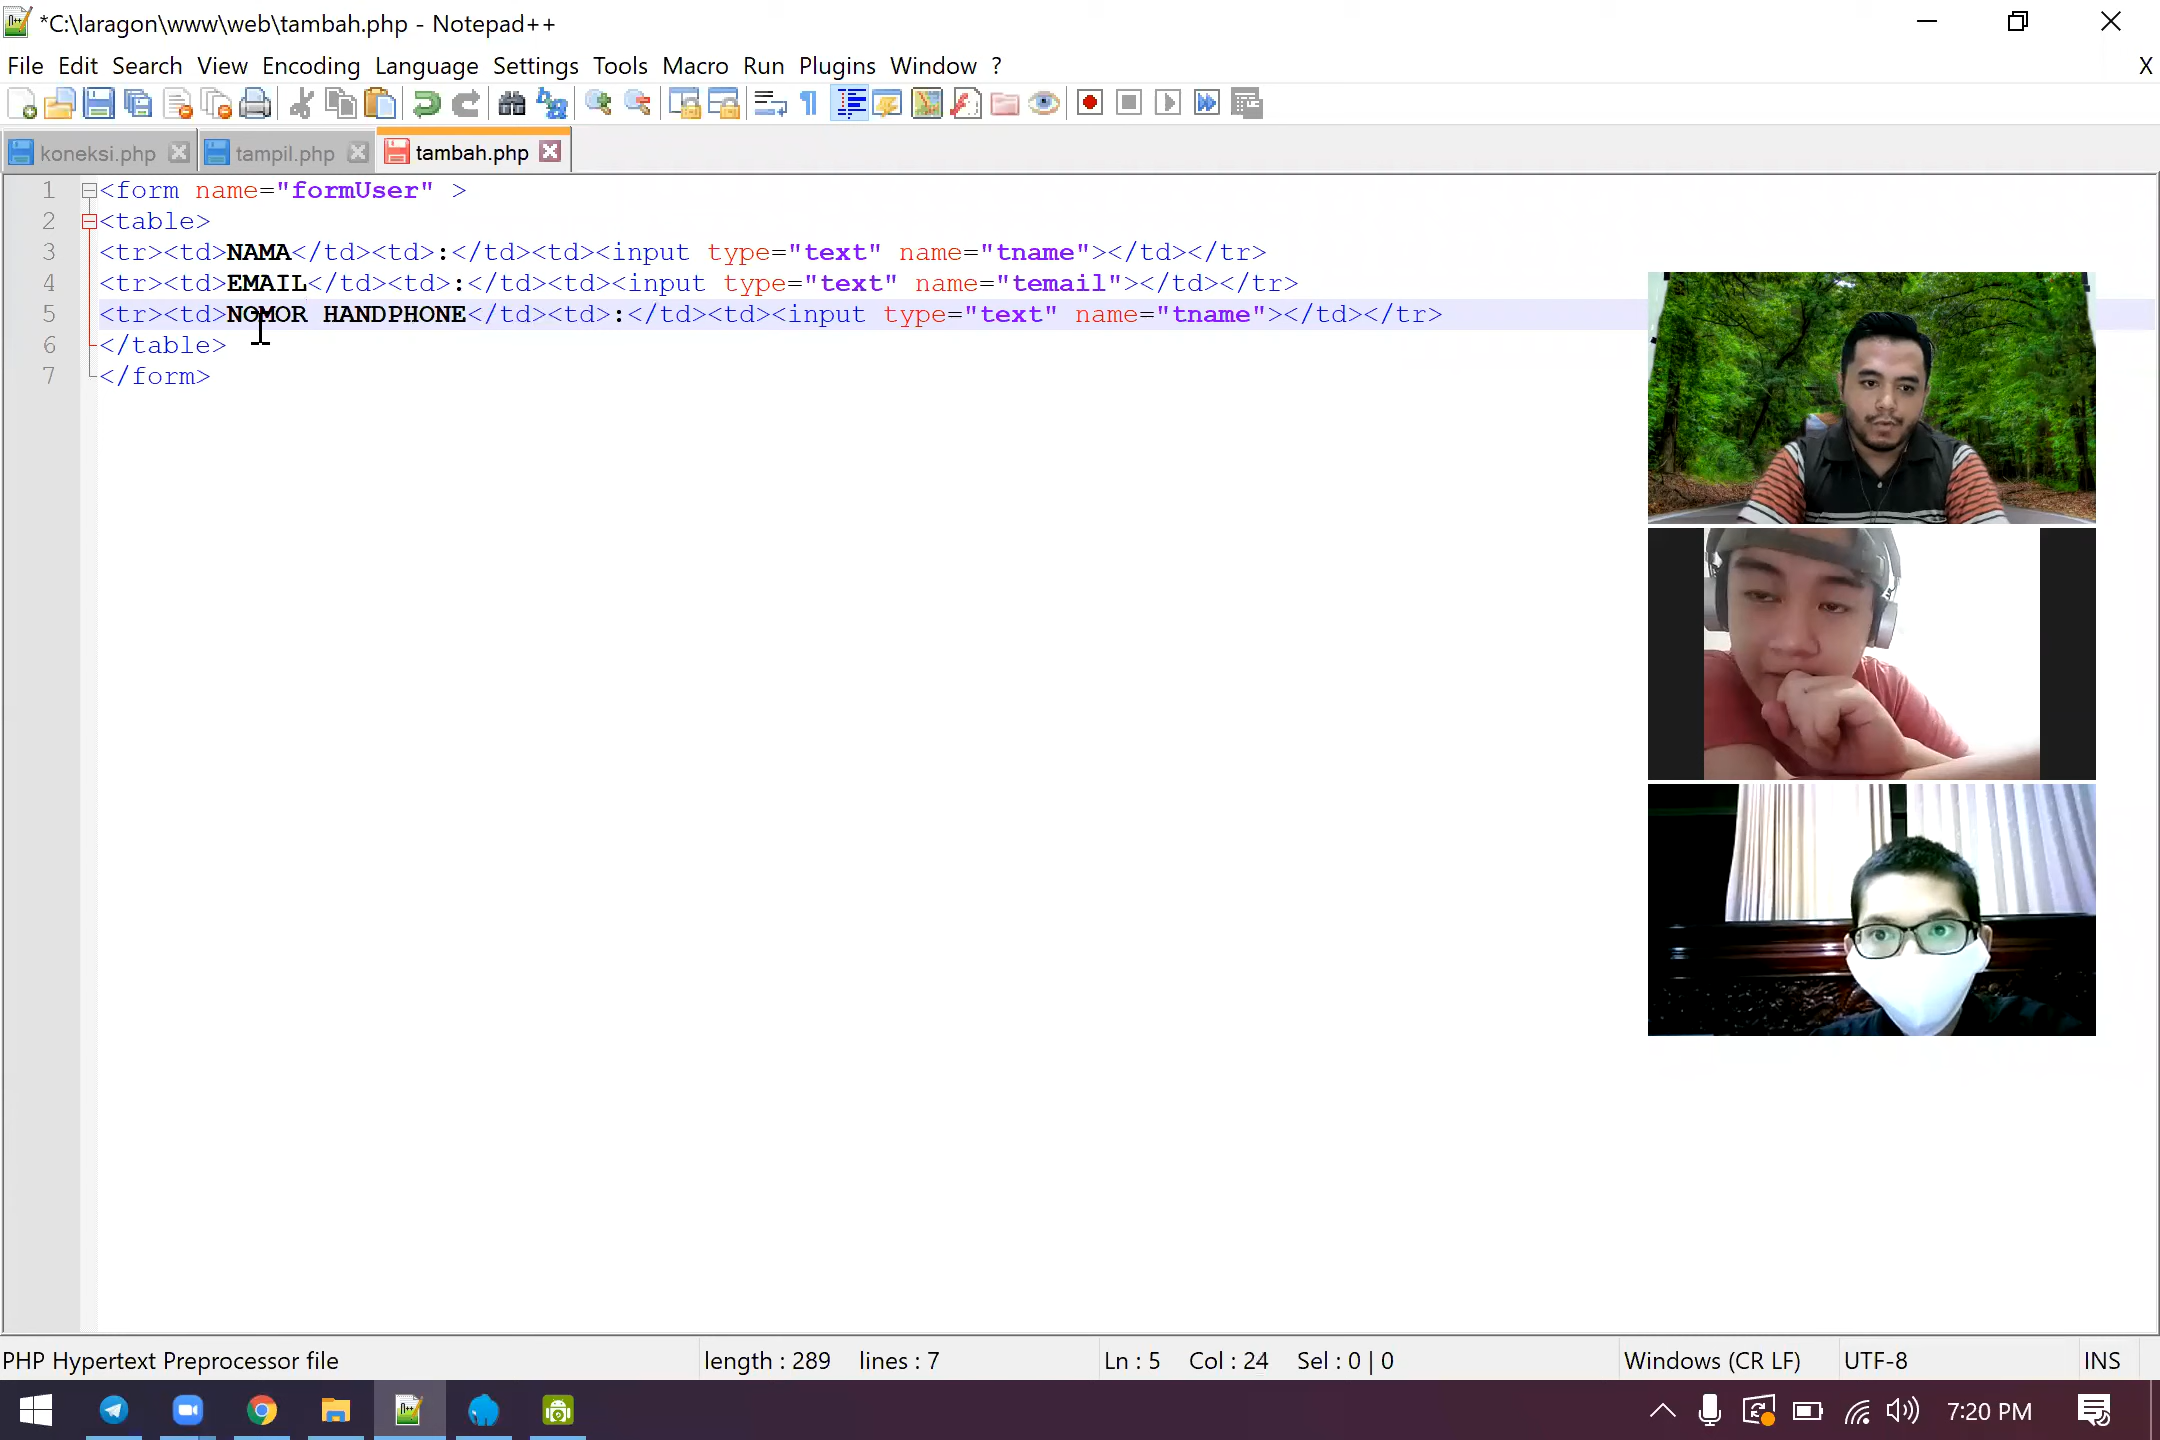 *C:\laragon\www\web\tambah.php - Notepad++
File Edit Search View Encoding Language Settings Tools Macro Run Plugins Window ? X
koneksi.php tampil.php tambah.php
1 <form name="formUser" >
2 <table>
3 <tr><td>NAMA</td><td>:</td><td><input type="text" name="tname"></td></tr>
4 <tr><td>EMAIL</td><td>:</td><td><input type="text" name="temail"></td></tr>
5 <tr><td>NOMOR HANDPHONE</td><td>:</td><td><input type="text" name="tname"></td></tr>
6 </table>
7 </form>
PHP Hypertext Preprocessor file length : 289 lines : 7 Ln : 5 Col : 24 Sel : 0 | 0 Windows (CR LF) UTF-8 INS
7:20 PM